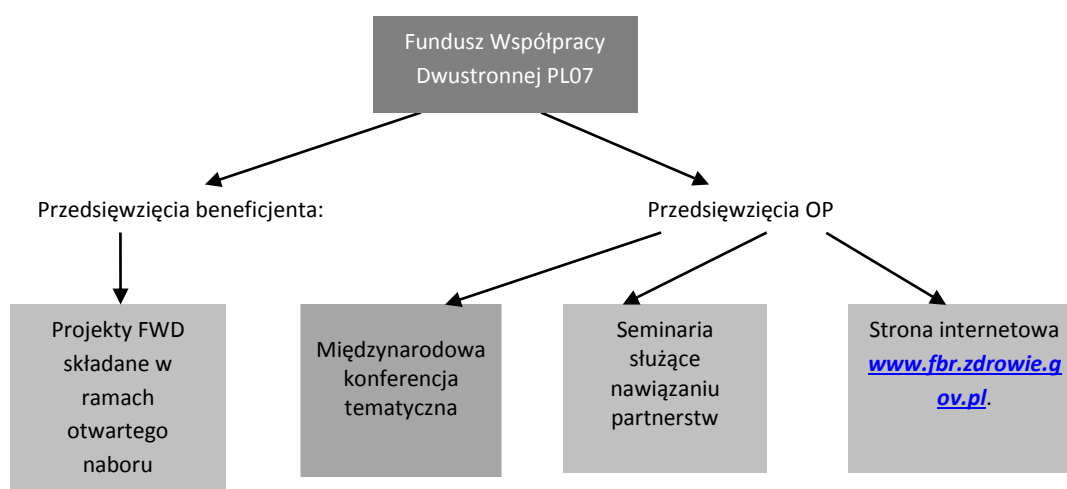 Fundusz Współpracy
Dwustronnej PL07
Przedsięwzięcia beneficjenta:
Przedsięwzięcia OP
Projekty FWD
składane w
ramach
otwartego
naboru
Międzynarodowa
konferencja
tematyczna
Seminaria
służące
nawiązaniu
partnerstw
Strona internetowa
www.fbr.zdrowie.g
ov.pl.